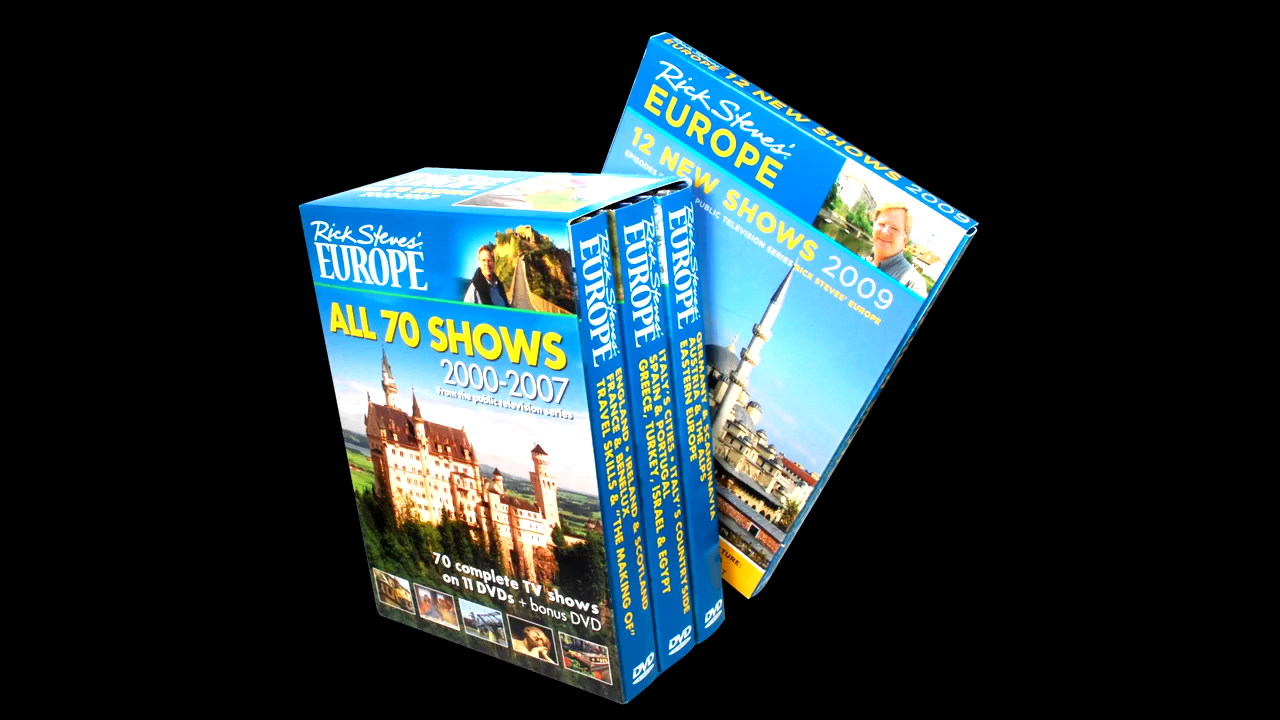 Rick Steves'
EUROPE
ALL 70 SHOWS
2000-2007
From the public television series
70 complete TV shows
on 11 DVDs + bonus DVD
Rick Steves'
EUROPE
ENGLAND • IRELAND & SCOTLAND
FRANCE & BENELUX
TRAVEL SKILLS & "THE MAKING OF"
DVD
Rick Steves'
EUROPE
ITALY'S CITIES • ITALY'S COUNTRYSIDE
SPAIN & PORTUGAL
GREECE, TURKEY, ISRAEL & EGYPT
DVD
Rick Steves'
EUROPE
GERMANY & SCANDINAVIA
AUSTRIA & THE ALPS
EASTERN EUROPE
DVD
EUROPE 12 NEW SHOWS 2009
Rick Steves'
EUROPE
12 NEW SHOWS 2009
EPISODES
PUBLIC TELEVISION SERIES RICK STEVES' EUROPE